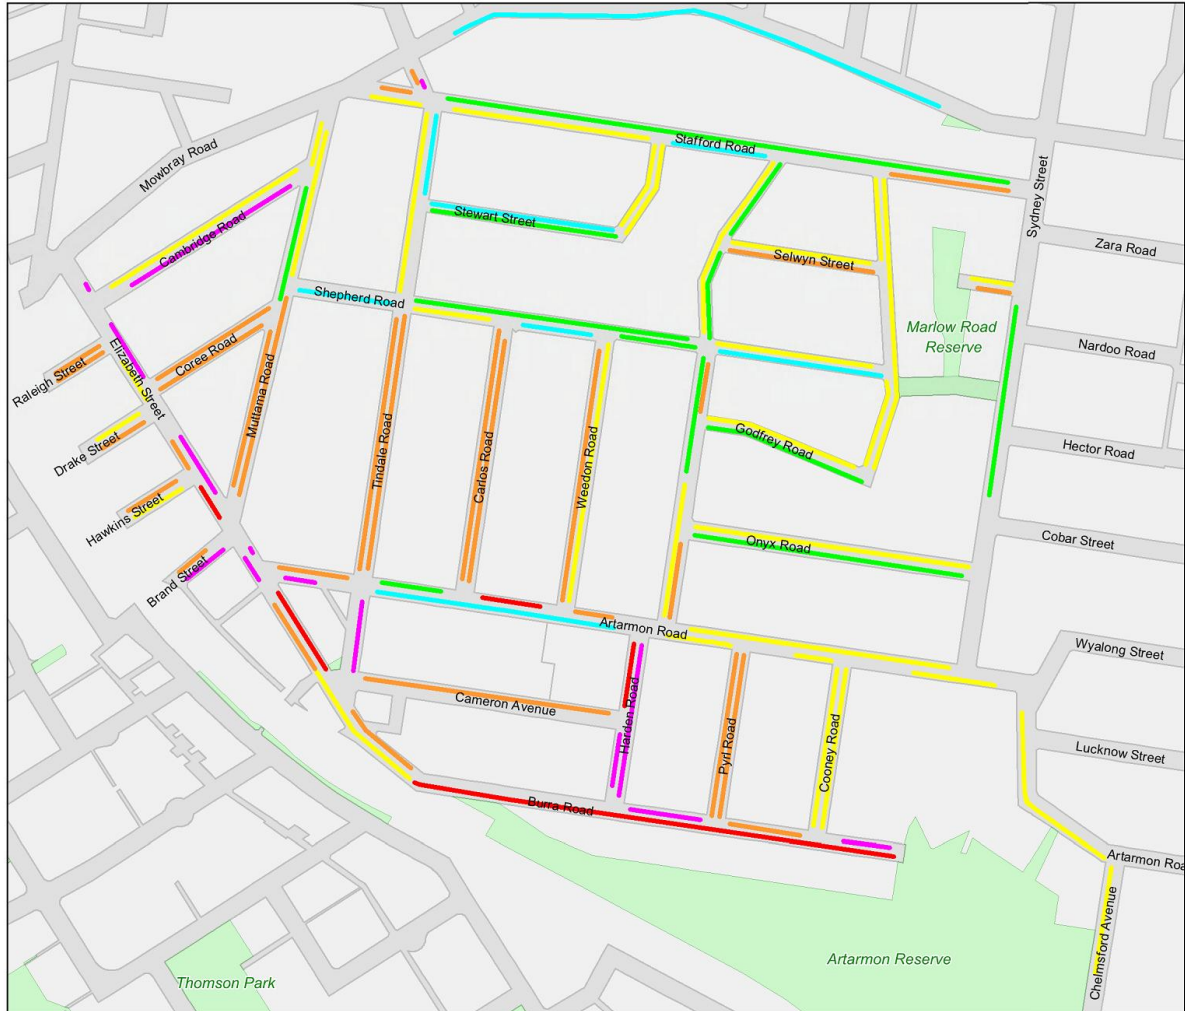 Stafford Road
Mowbray Road
Sydney Street
Cambridge Road
Stewart Street
Zara Road
Selwyn Street
Shepherd Road
Marlow Road
Reserve
Nardoo Road
Elizabeth Street
Coree Road
Raleigh Street
Muttama Road
Drake Street
Tindale Road
Carlos Road
Weedon Road
Godfrey Road
Hector Road
Hawkins Street
Onyx Road
Cobar Street
Brand Street
Artarmon Road
Wyalong Street
Cameron Avenue
Harden Road
Pyrl Road
Cooney Road
Lucknow Street
Burra Road
Artarmon Roa
Chelmsford Avenue
Artarmon Reserve
Thomson Park